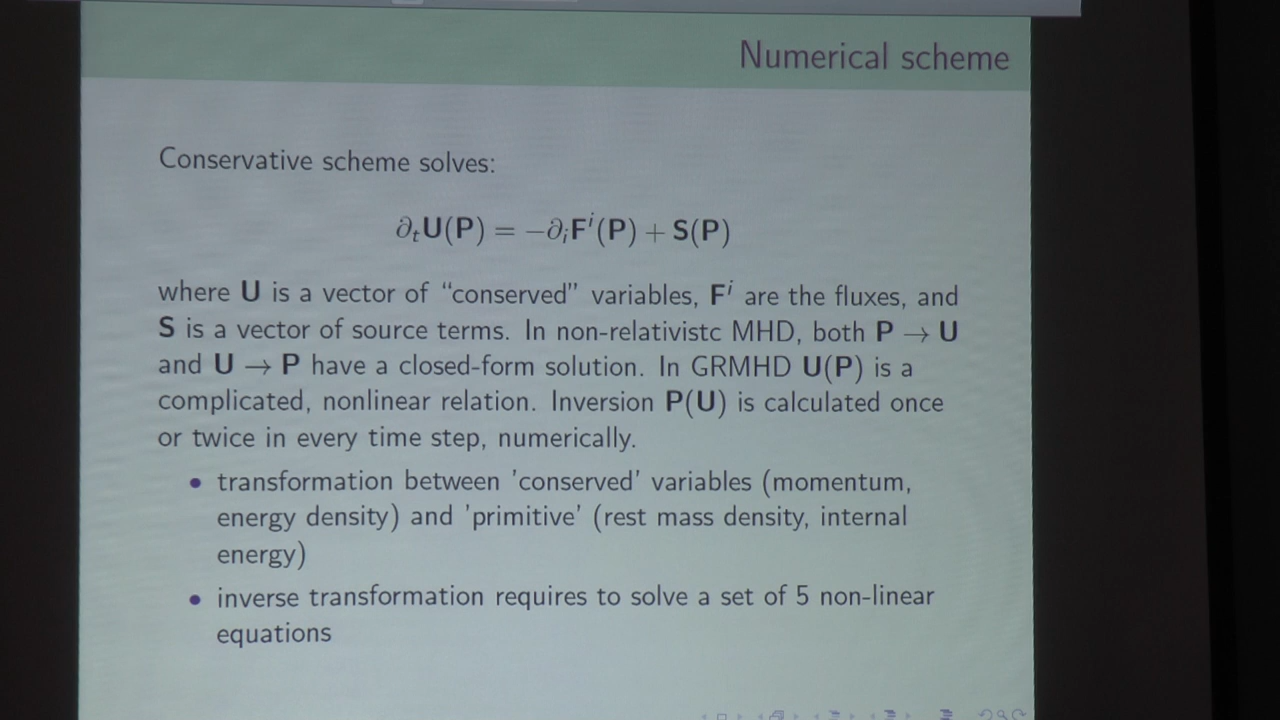 Numerical scheme
Conservative scheme solves:
∂ₜU(P) = −∂ᵢFⁱ(P) + S(P)
where U is a vector of “conserved” variables, Fⁱ are the fluxes, and
S is a vector of source terms. In non-relativistc MHD, both P → U
and U → P have a closed-form solution. In GRMHD U(P) is a
complicated, nonlinear relation. Inversion P(U) is calculated once
or twice in every time step, numerically.
• transformation between 'conserved' variables (momentum,
energy density) and 'primitive' (rest mass density, internal
energy)
• inverse transformation requires to solve a set of 5 non-linear
equations